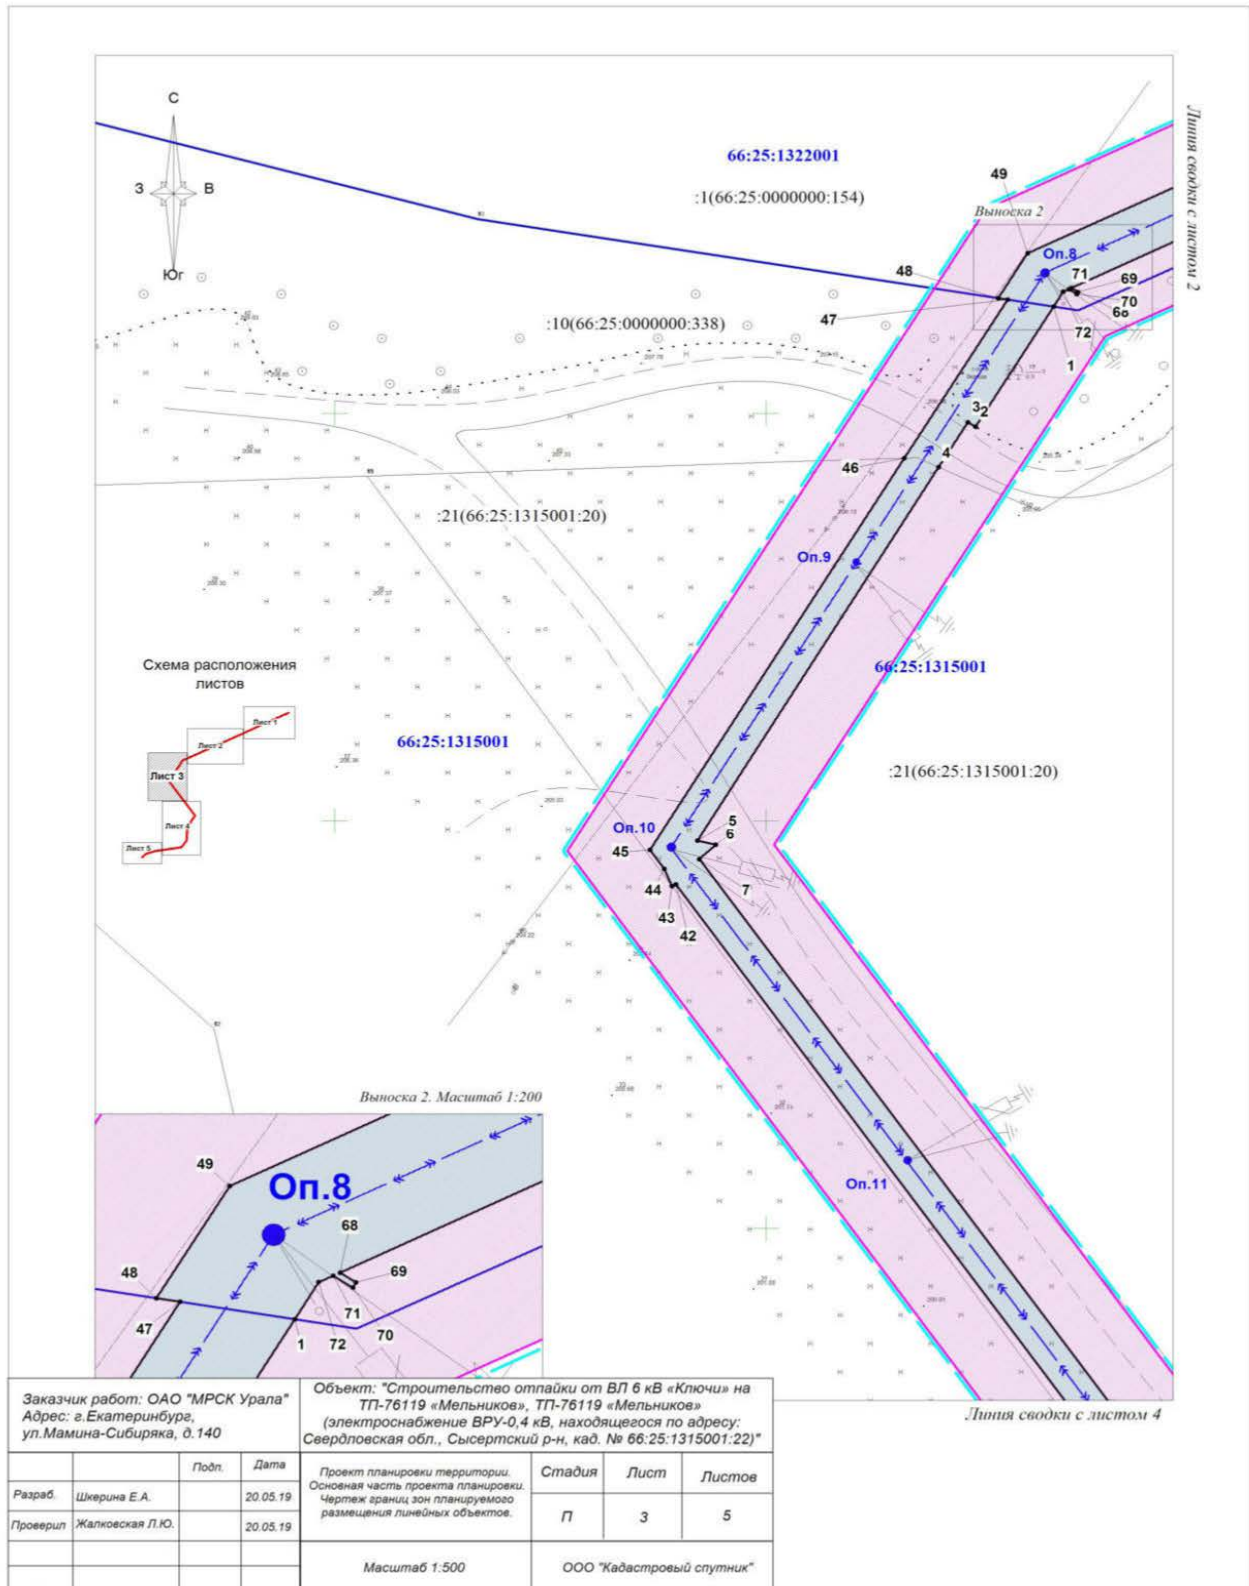 С
З
В
Юг
66:25:1322001
:1(66:25:0000000:154)
Линия сводки с листом 2
49
Выноска 2
Оп.8
48
47
71
69
70
68
72
1
:10(66:25:0000000:338)
3
2
4
46
:21(66:25:1315001:20)
Оп.9
66:25:1315001
Схема расположения
листов
Лист 1
Лист 2
Лист 3
Лист 4
Лист 5
66:25:1315001
:21(66:25:1315001:20)
Оп.10
5
6
45
44
7
43
42
Выноска 2. Масштаб 1:200
49
Оп.8
68
48
69
47
71
1
72
70
Оп.11
Линия сводки с листом 4
Заказчик работ: ОАО "МРСК Урала"
Адрес: г.Екатеринбург,
ул.Мамина-Сибиряка, д.140
Объект: "Строительство отпайки от ВЛ 6 кВ «Ключи» на
ТП-76119 «Мельников», ТП-76119 «Мельников»
(электроснабжение ВРУ-0,4 кВ, находящегося по адресу:
Свердловская обл., Сысертский р-н, кад. № 66:25:1315001:22)"
Подп.
Дата
Разраб.
Шкерина Е.А.
20.05.19
Проверил
Жалковская Л.Ю.
20.05.19
Проект планировки территории.
Основная часть проекта планировки.
Чертеж границ зон планируемого
размещения линейных объектов.
Стадия
Лист
Листов
П
3
5
Масштаб 1:500
ООО "Кадастровый спутник"